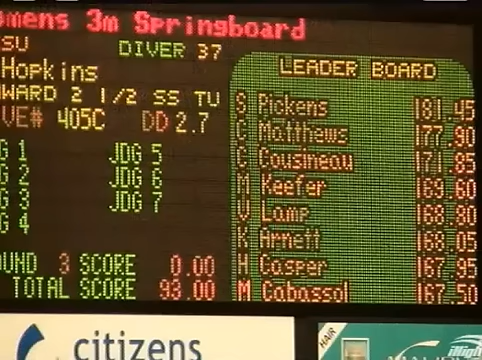 omens 3m Springboard
SU DIVER 37
Hopkins
WARD 2 1/2 SS TU
VE# 405C DD 2.7
G 1 JDG 5
G 2 JDG 6
G 3 JDG 7
G 4
OUND 3 SCORE 0.00
TOTAL SCORE 93.00
LEADER BOARD
S Pickens 181.45
C Matthews 177.90
C Cousineau 171.85
M Keefer 169.60
W Lamp 168.80
K Arnett 168.05
H Casper 167.95
M Gabassol 167.50
citizens
HAIR